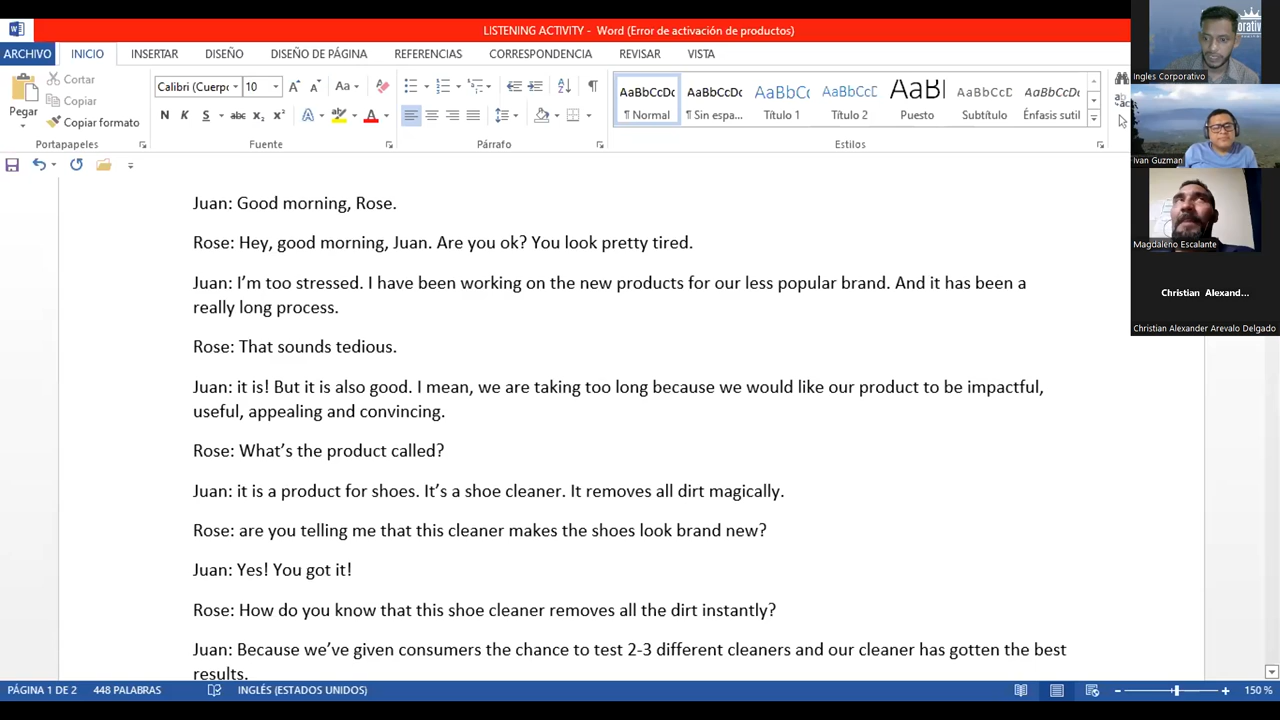 LISTENING ACTIVITY - Word (Error de activación de productos)
ARCHIVO INICIO INSERTAR DISEÑO DISEÑO DE PÁGINA REFERENCIAS CORRESPONDENCIA REVISAR VISTA
Pegar
Cortar
Copiar
Copiar formato
Portapapeles
Calibri (Cuerpo 10
Fuente
Párrafo
AaBbCcDc AaBbCcDc AaBbCc AaBbCcD AaBl AaBbCcD AaBbCcDc
¶ Normal ¶ Sin espa... Título 1 Título 2 Puesto Subtítulo Énfasis sutil
Estilos
Juan: Good morning, Rose.
Rose: Hey, good morning, Juan. Are you ok? You look pretty tired.
Juan: I’m too stressed. I have been working on the new products for our less popular brand. And it has been a
really long process.
Rose: That sounds tedious.
Juan: it is! But it is also good. I mean, we are taking too long because we would like our product to be impactful,
useful, appealing and convincing.
Rose: What’s the product called?
Juan: it is a product for shoes. It’s a shoe cleaner. It removes all dirt magically.
Rose: are you telling me that this cleaner makes the shoes look brand new?
Juan: Yes! You got it!
Rose: How do you know that this shoe cleaner removes all the dirt instantly?
Juan: Because we’ve given consumers the chance to test 2-3 different cleaners and our cleaner has gotten the best
results.
PÁGINA 1 DE 2 448 PALABRAS INGLÉS (ESTADOS UNIDOS) 150 %
Ingles Corporativo
Ivan Guzman
Magdaleno Escalante
Christian Alexand...
Christian Alexander Arevalo Delgado